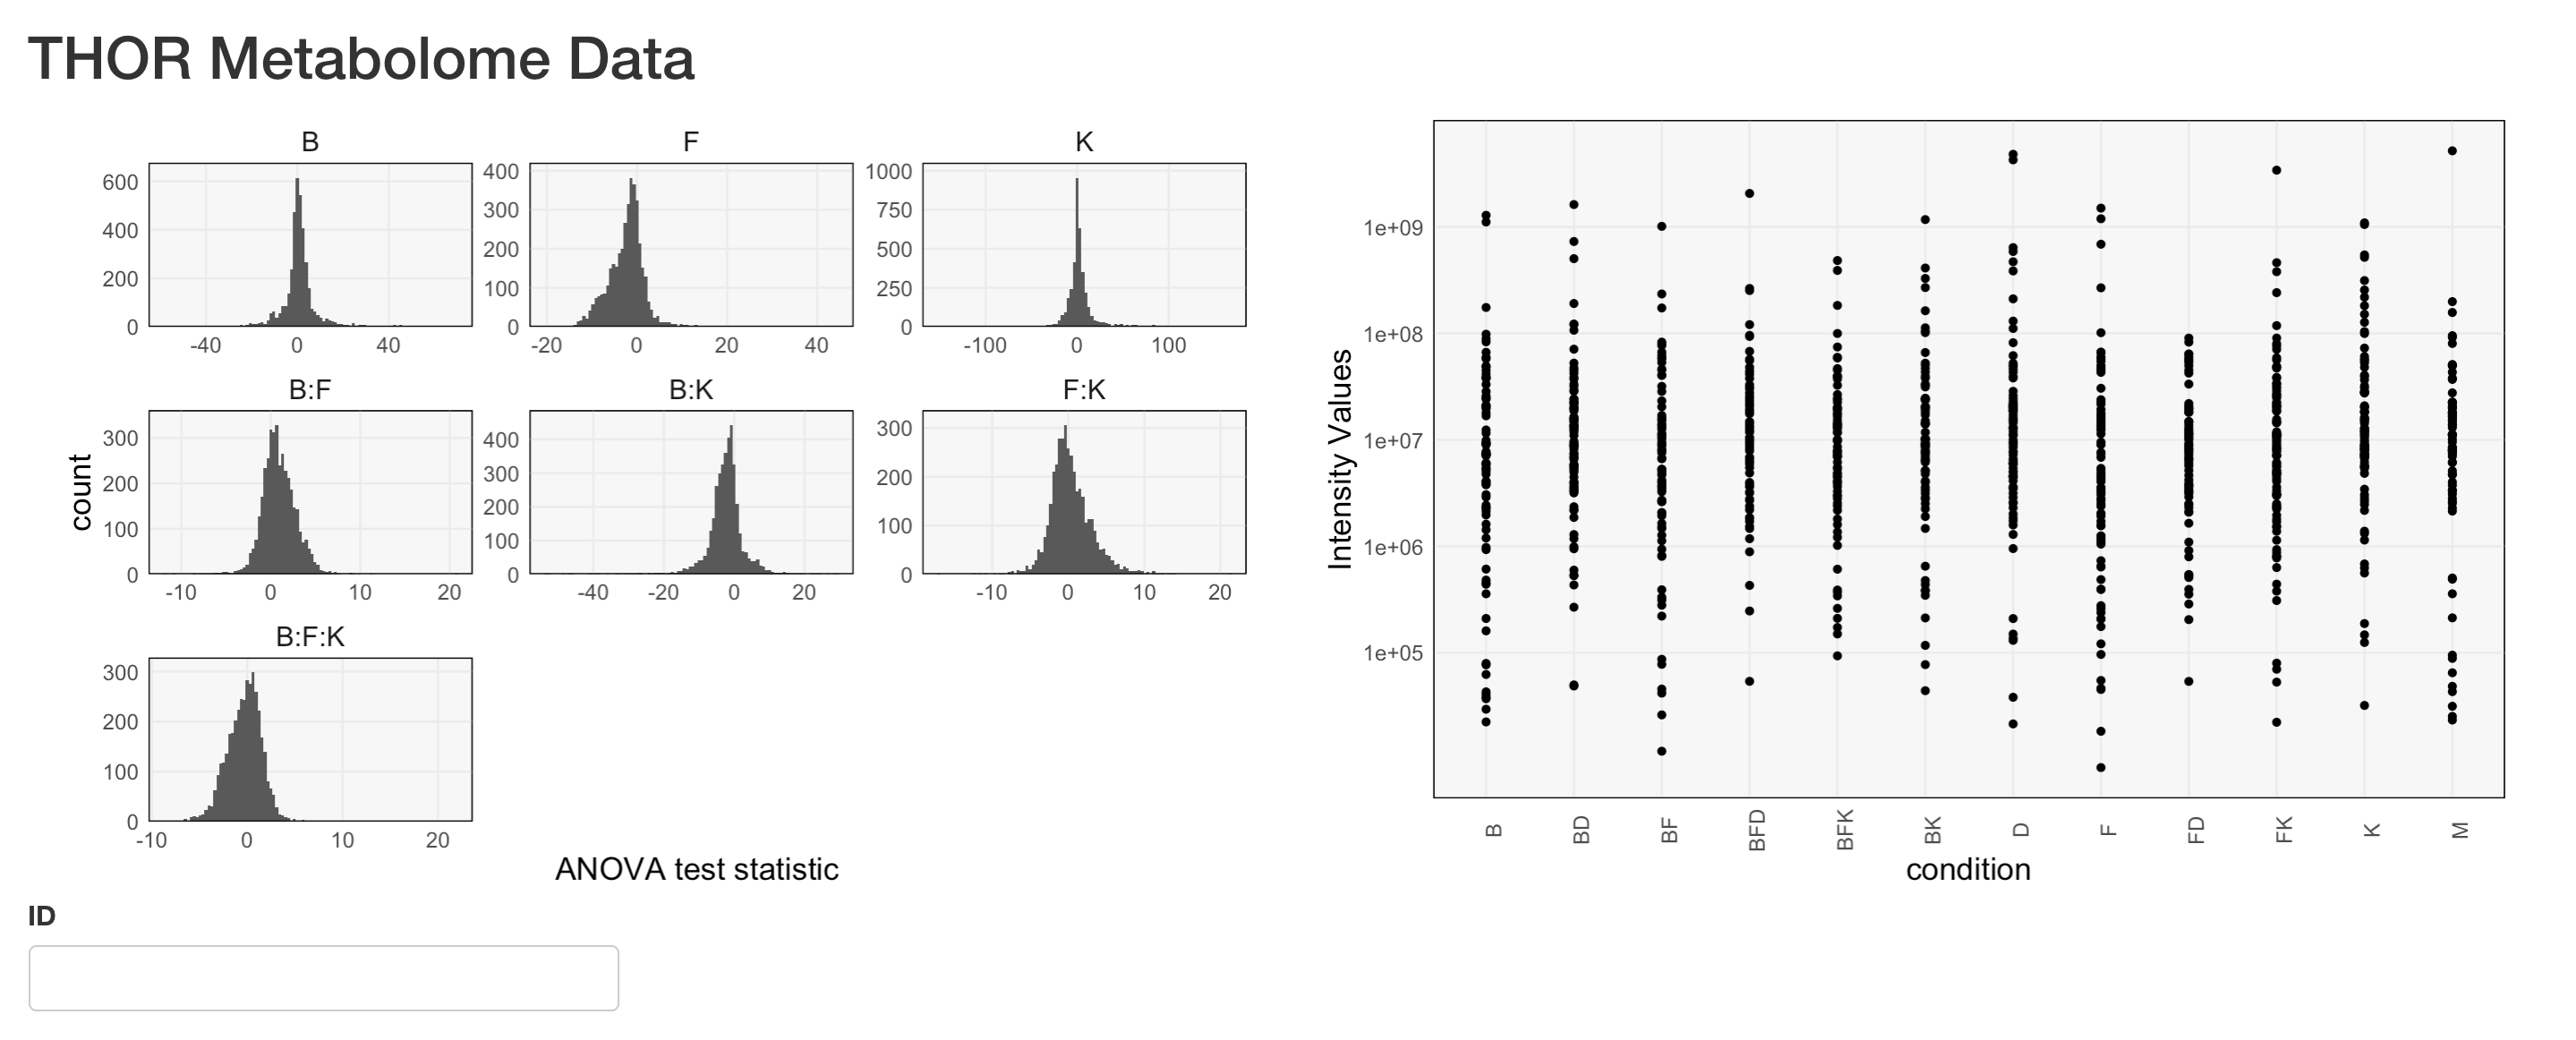 THOR Metabolome Data
B
F
K
600
400
200
0
-40
0
40
400
300
200
100
0
-20
0
20
40
1000
750
500
250
0
-100
0
100
B:F
B:K
F:K
300
200
100
0
-10
0
10
20
400
300
200
100
0
-40
-20
0
20
300
200
100
0
-10
0
10
20
B:F:K
300
200
100
0
-10
0
10
20
count
ANOVA test statistic
Intensity Values
1e+09
1e+08
1e+07
1e+06
1e+05
B
BD
BF
BFD
BFK
BK
D
F
FD
FK
K
M
condition
ID